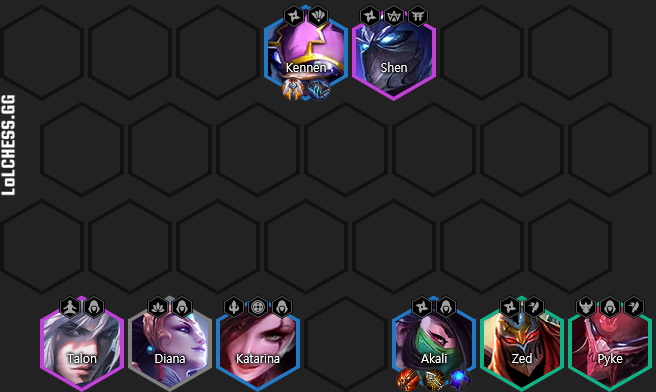 Kennen
Shen
LoLCHESS.GG
Talon
Diana
Katarina
Akali
Zed
Pyke